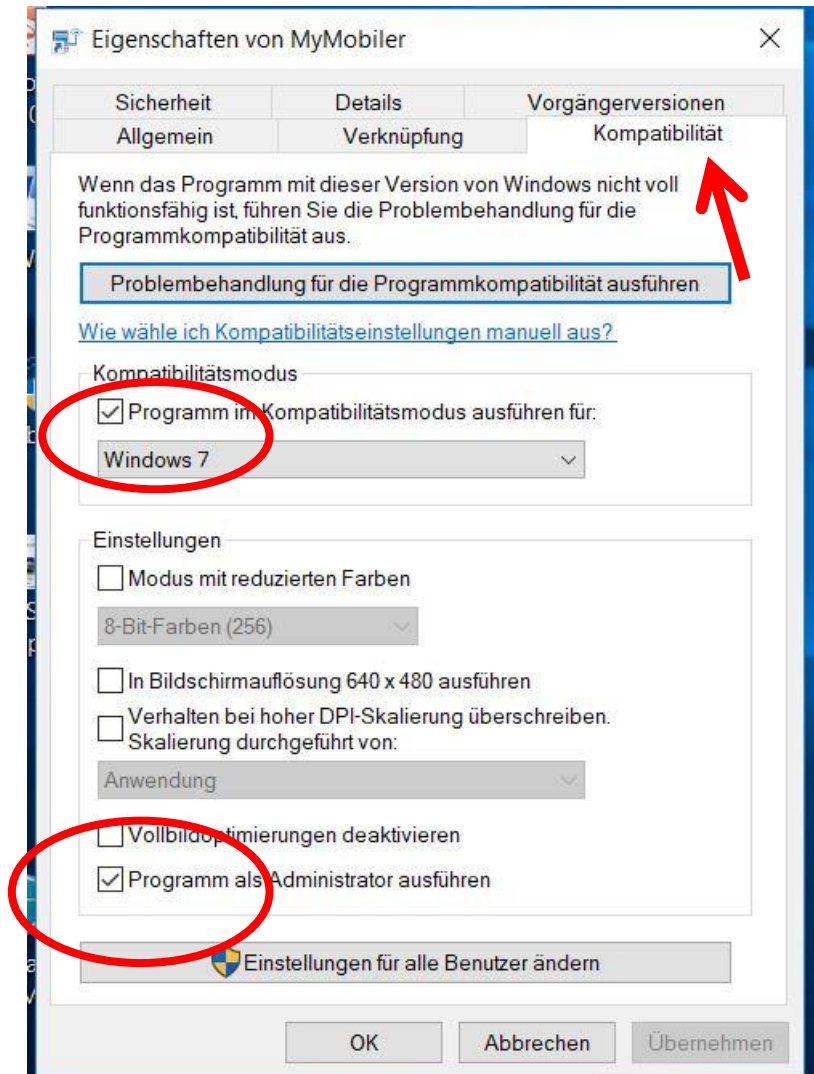 Eigenschaften von MyMobiler
Sicherheit
Details
Vorgängerversionen
Allgemein
Verknüpfung
Kompatibilität
Wenn das Programm mit dieser Version von Windows nicht voll
funktionsfähig ist, führen Sie die Problembehandlung für die
Programmkompatibilität aus.
Problembehandlung für die Programmkompatibilität ausführen
Wie wähle ich Kompatibilitätseinstellungen manuell aus?
Kompatibilitätsmodus
Programm im Kompatibilitätsmodus ausführen für:
Windows 7
Einstellungen
Modus mit reduzierten Farben
8-Bit-Farben (256)
In Bildschirmauflösung 640 x 480 ausführen
Verhalten bei hoher DPI-Skalierung überschreiben.
Skalierung durchgeführt von:
Anwendung
Vollbildoptimierungen deaktivieren
Programm als Administrator ausführen
Einstellungen für alle Benutzer ändern
OK
Abbrechen
Übernehmen